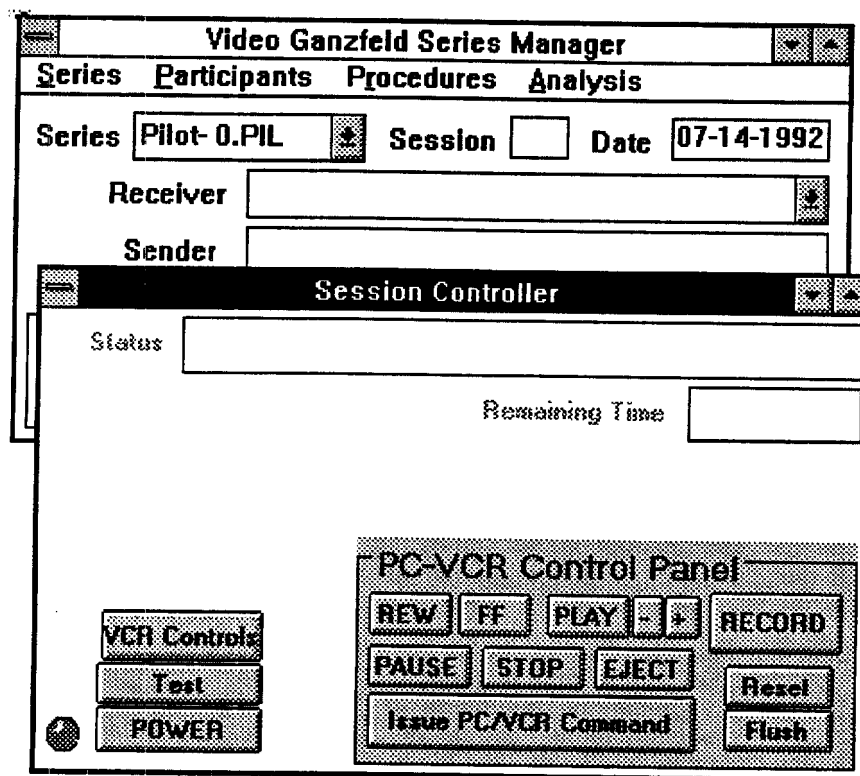 Video Ganzfeld Series Manager
Series Participants Procedures Analysis
Series Pilot- 0.PIL Session Date 07-14-1992
Receiver
Sender
Session Controller
Status
Remaining Time
PC-VCR Control Panel
REW FF PLAY - + RECORD
VCR Controls
PAUSE STOP EJECT
Test Reset
Issue PC/VCR Command
POWER Flush